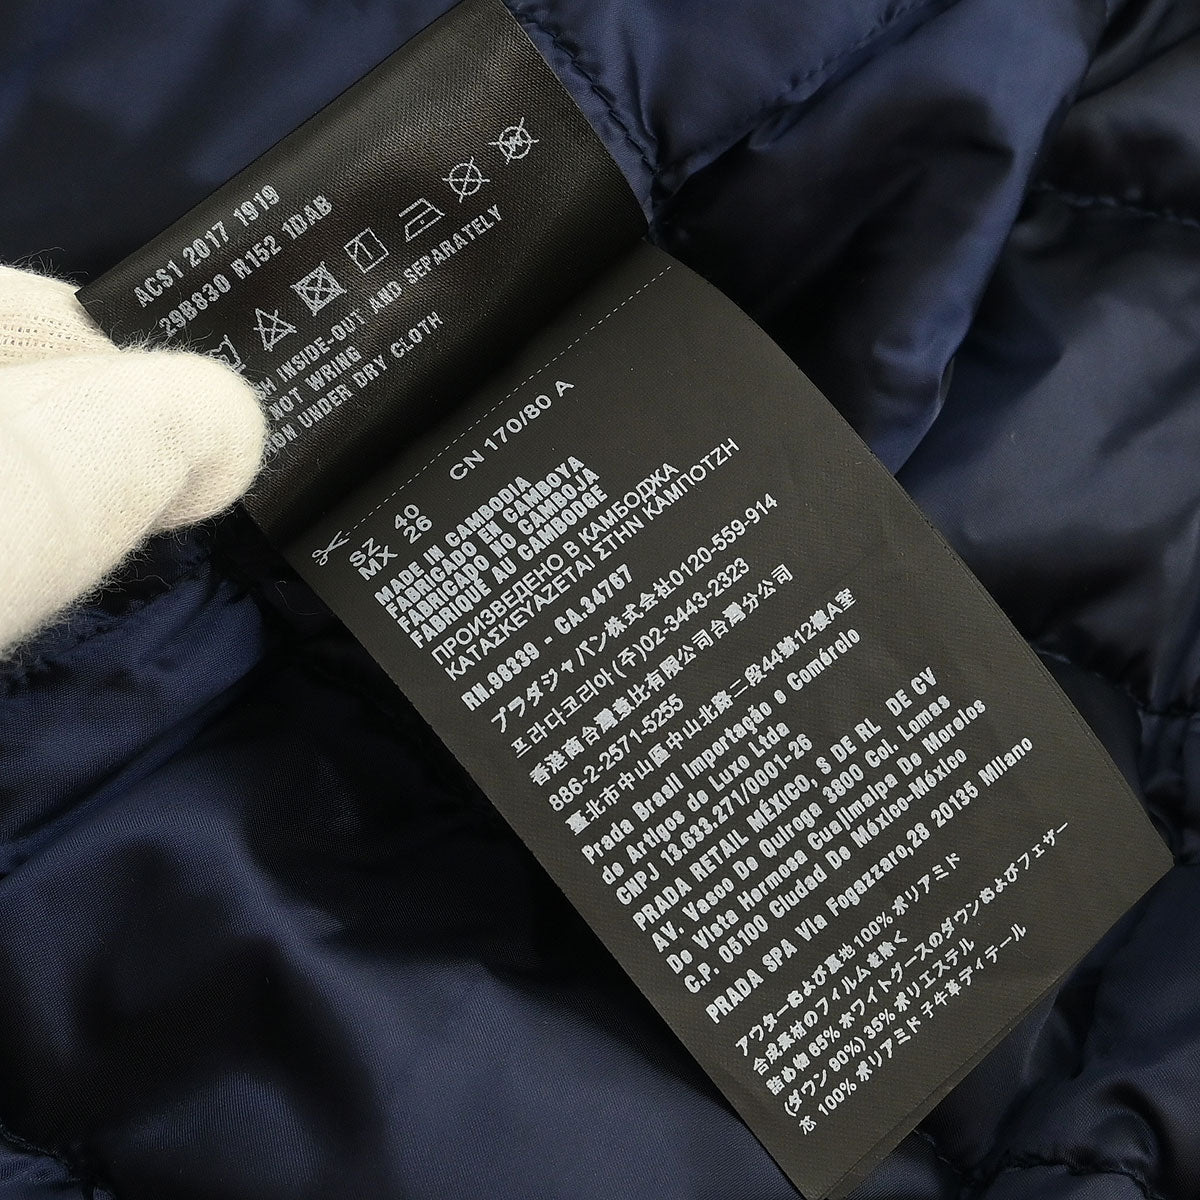 ACS1 2017 1919
29B830 R152 1DAB
INSIDE-OUT AND SEPARATELY
NOT WRING
UNDER DRY CLOTH
CN 170/80 A
SZ 40
MX 26
MADE IN CAMBODIA
FABRICADO EN CAMBOYA
FABRICADO NO CAMBOJA
FABRIQUE AU CAMBODGE
ПРОИЗВЕДЕНО В КАМБОДЖА
ΚΑΤΑΣΚΕΥΑΖΕΤΑΙ ΣΤΗΝ ΚΑΜΠΟΤΖΗ
RN.98339 - CA.34767
プラダジャパン株式会社0120-559-914
프라다코리아(주)02-3443-2323
香港商台灣普比有限公司台灣分公司
886-2-2571-5255
臺北市中山區中山北路二段44號12樓A室
Prada Brasil Importação e Comércio
de Artigos de Luxo Ltda
CNPJ 13.633.271/0001-26
PRADA RETAIL MÉXICO, S DE RL DE CV
AV. Vasco De Quiroga 3800 Col. Lomas
De Vista Hermosa Cuajimalpa De Morelos
C.P. 05100 Ciudad De México-México
PRADA SPA Via Fogazzaro,28 20135 Milano
アウターおよび裏地 100% ポリアミド
合成素材のフィルムを除く
詰め物 65% ホワイトグースのダウンおよびフェザー
(ダウン 90%) 35% ポリエステル
芯 100% ポリアミド 子牛革ディテール